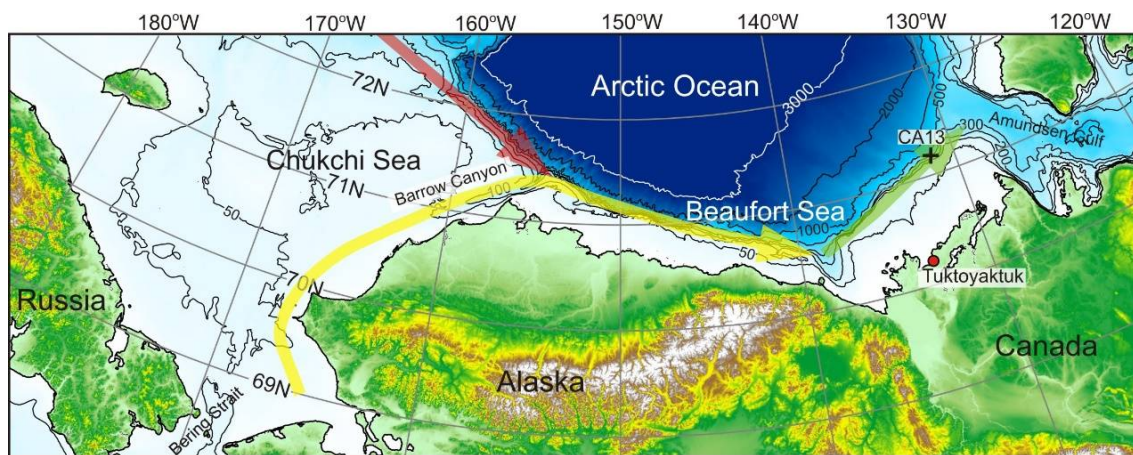 180°W 170°W 160°W 150°W 140°W 130°W 120°W
72N
Arctic Ocean
3000
2000
500
300
Amundsen Gulf
CA13
200
Chukchi Sea
71N
Barrow Canyon
100
50
Beaufort Sea
1000
50
Tuktoyaktuk
70N
Russia
Canada
69N
Alaska
Bering Strait